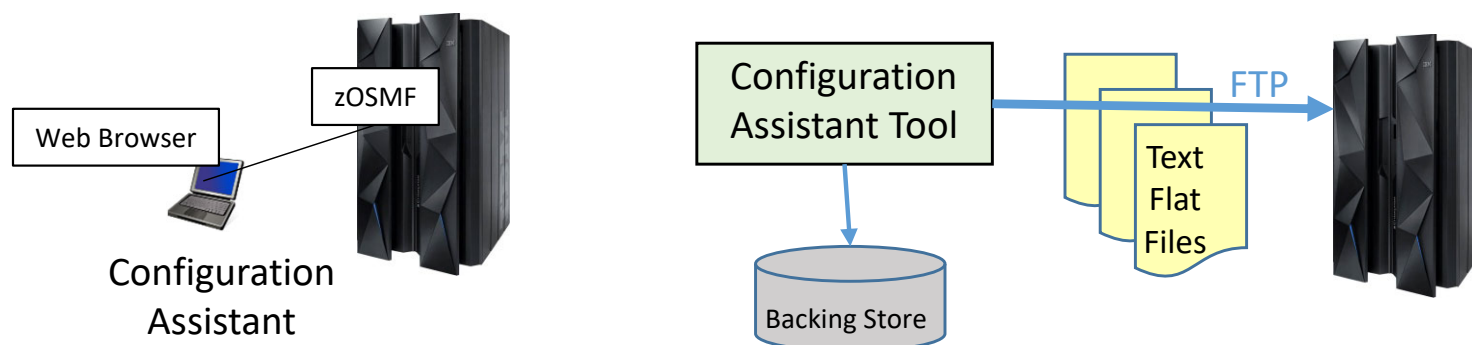 zOSMF
Web Browser
Configuration
Assistant
Configuration
Assistant Tool
FTP
Text
Flat
Files
Backing Store